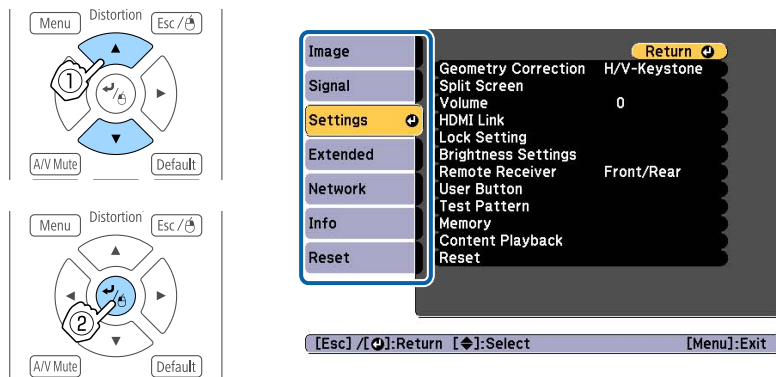 Menu Distortion Esc/
1
A/V Mute Default
Menu Distortion Esc/
2
A/V Mute Default
Image
Signal
Settings
Extended
Network
Info
Reset
Return
Geometry Correction H/V-Keystone
Split Screen
Volume 0
HDMI Link
Lock Setting
Brightness Settings
Remote Receiver Front/Rear
User Button
Test Pattern
Memory
Content Playback
Reset
[Esc] /[ ]:Return [ ]:Select [Menu]:Exit